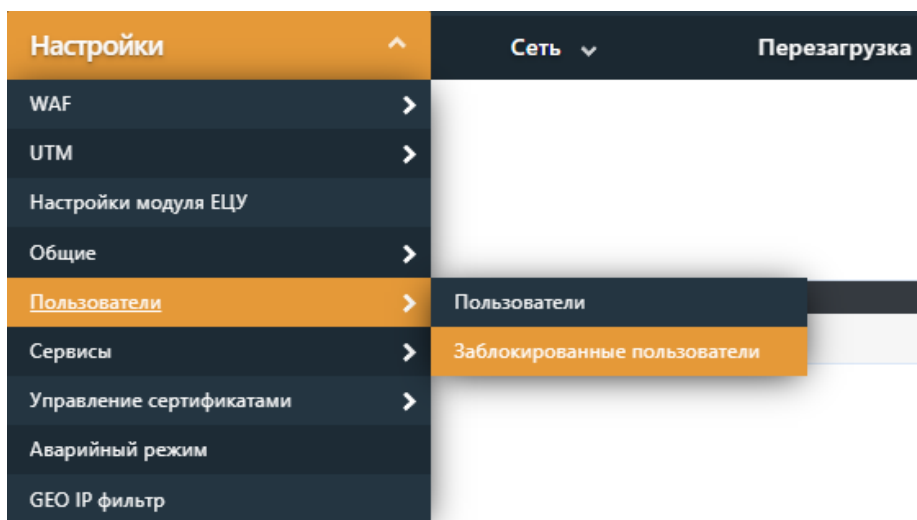 Настройки Сеть Перезагрузка
WAF
UTM
Настройки модуля ЕЦУ
Общие
Пользователи Пользователи
Сервисы Заблокированные пользователи
Управление сертификатами
Аварийный режим
GEO IP фильтр